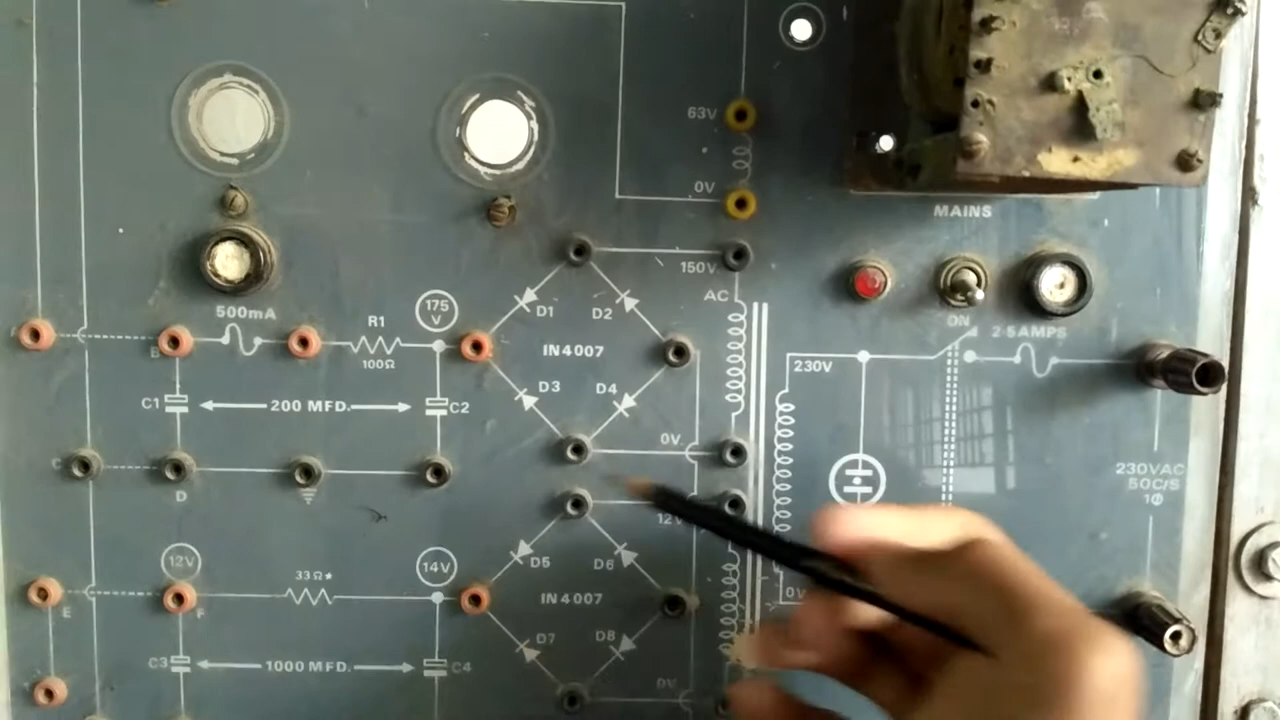 63V
0V
MAINS
150V
AC
500mA
175
V
R1
100Ω
D1
D2
ON
2·5AMPS
B
IN4007
230V
C1
200 MFD.
C2
D3
D4
0V.
C
D
230VAC
50C/S
1Φ
12V
12V
14V
D5
D6
33Ω*
E
F
IN4007
0V
C3
1000 MFD.
C4
D7
D8
0V